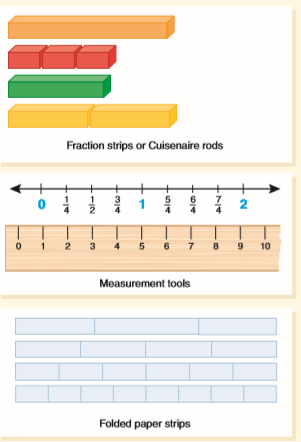 Fraction strips or Cuisenaire rods
0 1/4 1/2 3/4 1 5/4 6/4 7/4 2
0 1 2 3 4 5 6 7 8 9 10
Measurement tools
Folded paper strips